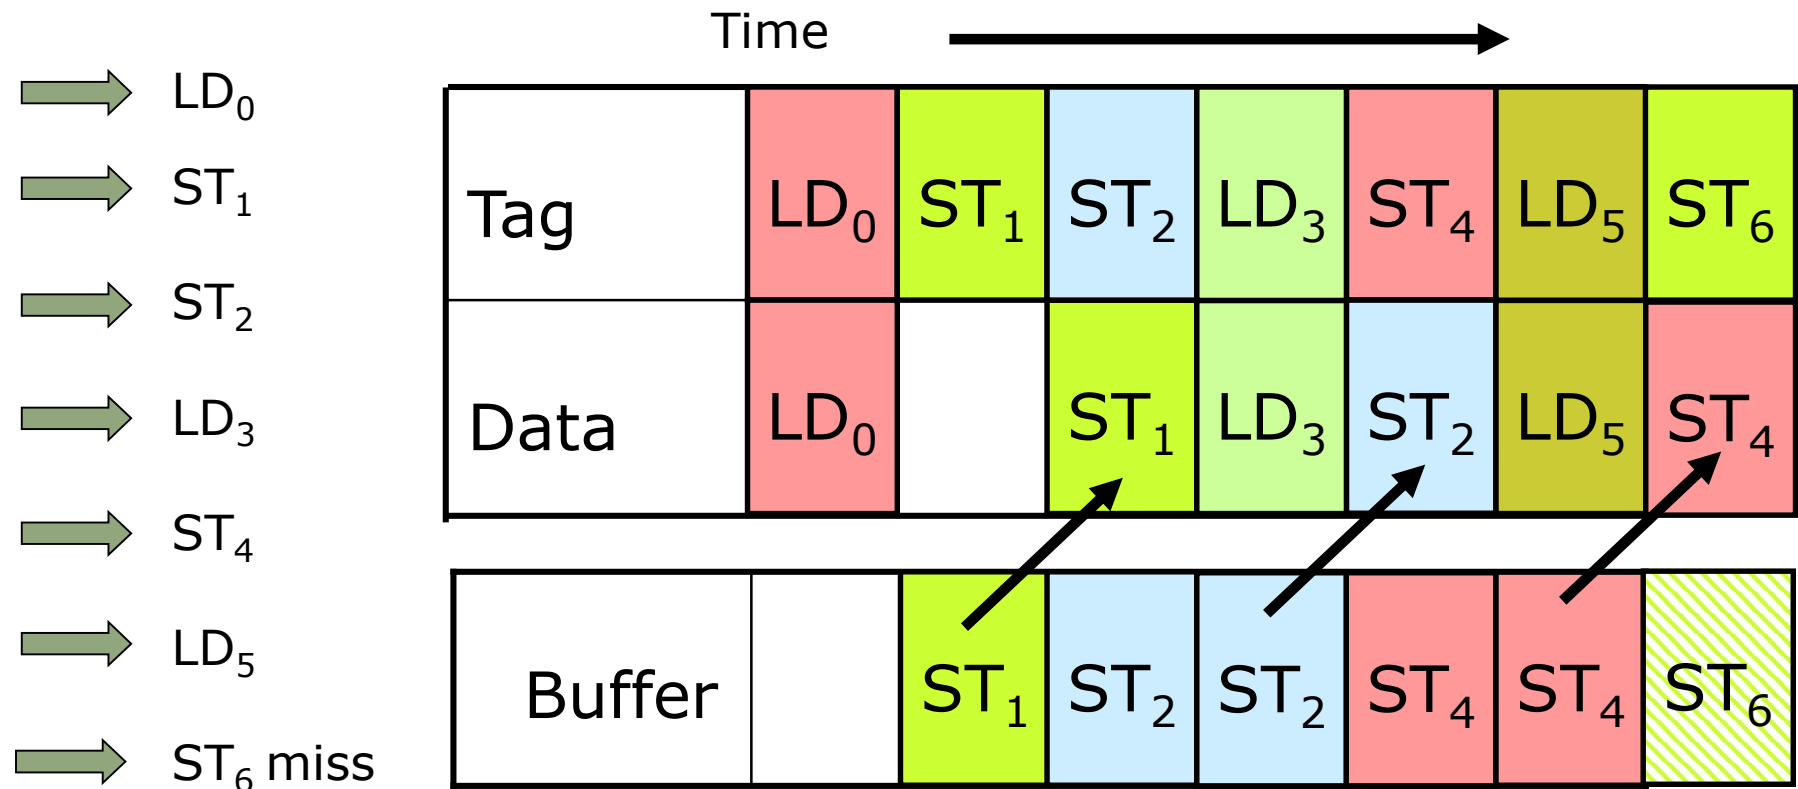 Time
LD₀
ST₁
ST₂
LD₃
ST₄
LD₅
ST₆ miss
Tag LD₀ ST₁ ST₂ LD₃ ST₄ LD₅ ST₆
Data LD₀ ST₁ LD₃ ST₂ LD₅ ST₄
Buffer ST₁ ST₂ ST₂ ST₄ ST₄ ST₆